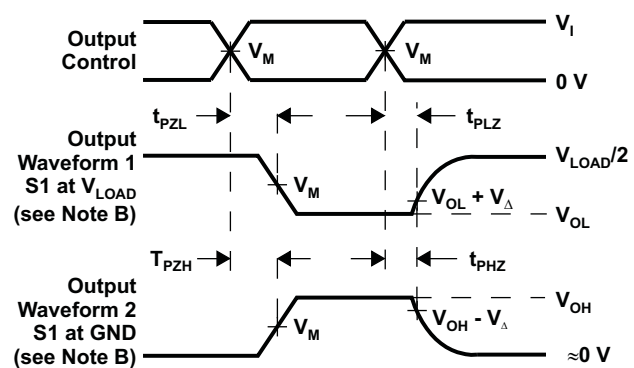 Output
Control
V_M
V_M
V_I
0 V
t_PZL
t_PLZ
Output
Waveform 1
S1 at V_LOAD
(see Note B)
V_M
V_LOAD/2
V_OL + V_Δ
V_OL
T_PZH
t_PHZ
Output
Waveform 2
S1 at GND
(see Note B)
V_M
V_OH
V_OH - V_Δ
≈0 V